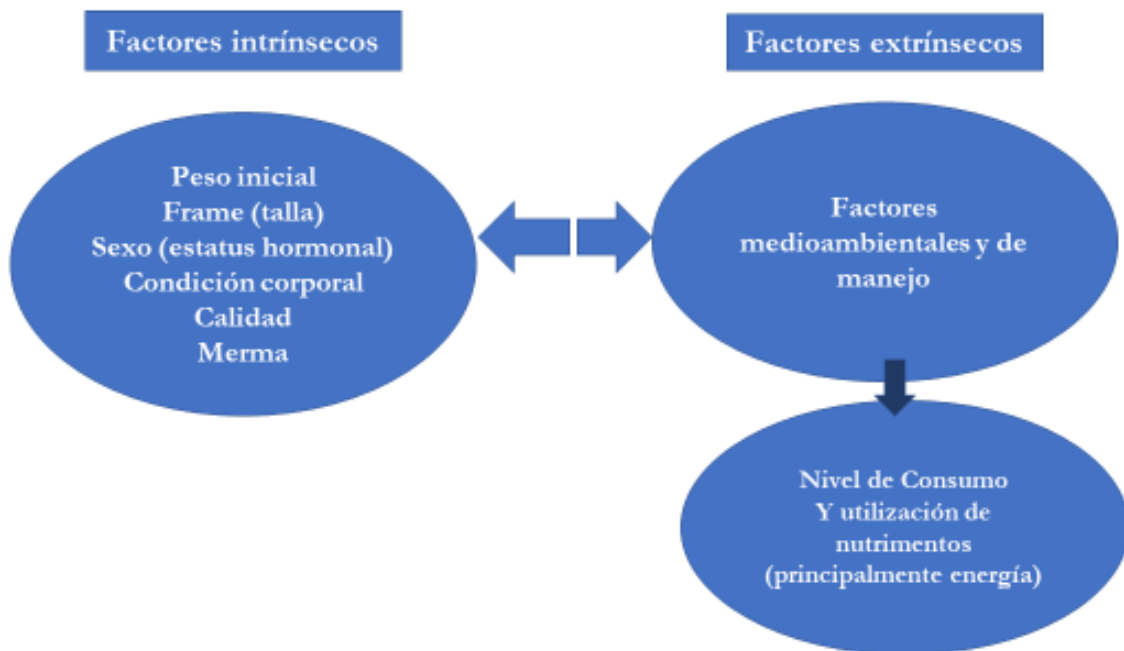 Factores intrínsecos
Factores extrínsecos
Peso inicial
Frame (talla)
Sexo (estatus hormonal)
Condición corporal
Calidad
Merma
Factores
medioambientales y de
manejo
Nivel de Consumo
Y utilización de
nutrimentos
(principalmente energía)